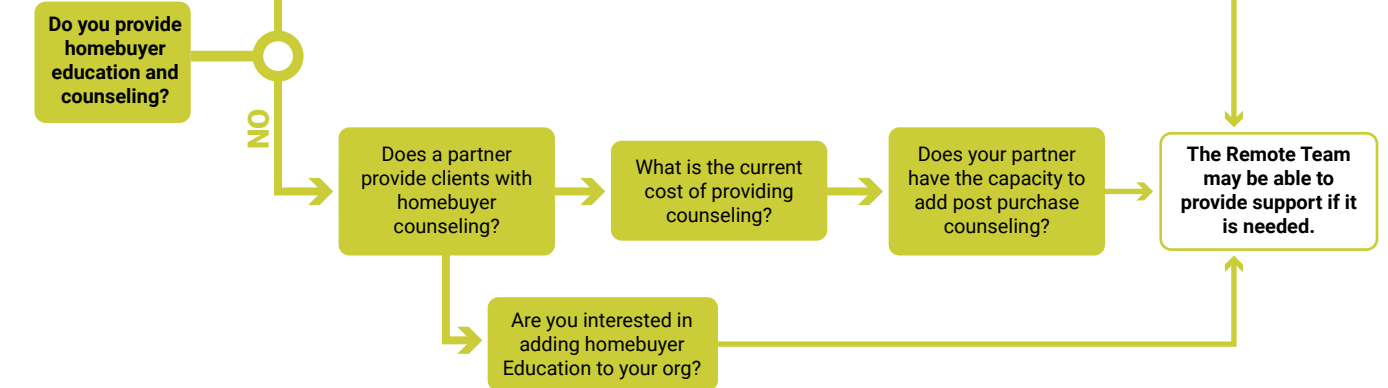 Do you provide
homebuyer
education and
counseling?
NO
Does a partner
provide clients with
homebuyer
counseling?
What is the current
cost of providing
counseling?
Does your partner
have the capacity to
add post purchase
counseling?
The Remote Team
may be able to
provide support if it
is needed.
Are you interested in
adding homebuyer
Education to your org?